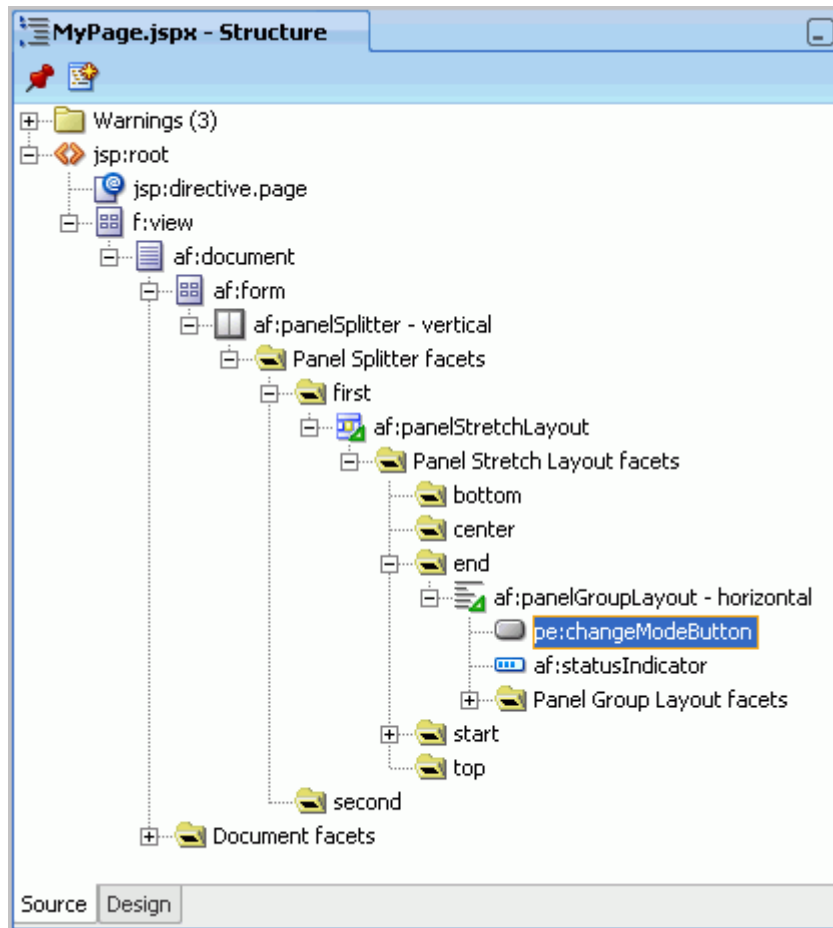 MyPage.jspx - Structure
Warnings (3)
jsp:root
jsp:directive.page
f:view
af:document
af:form
af:panelSplitter - vertical
Panel Splitter facets
first
af:panelStretchLayout
Panel Stretch Layout facets
bottom
center
end
af:panelGroupLayout - horizontal
pe:changeModeButton
af:statusIndicator
Panel Group Layout facets
start
top
second
Document facets
Source Design